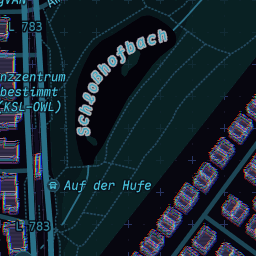 L 783
nzzentrum
bestimmt
(KSL-OWL)
Schloßhofbach
Auf der Hufe
L 783